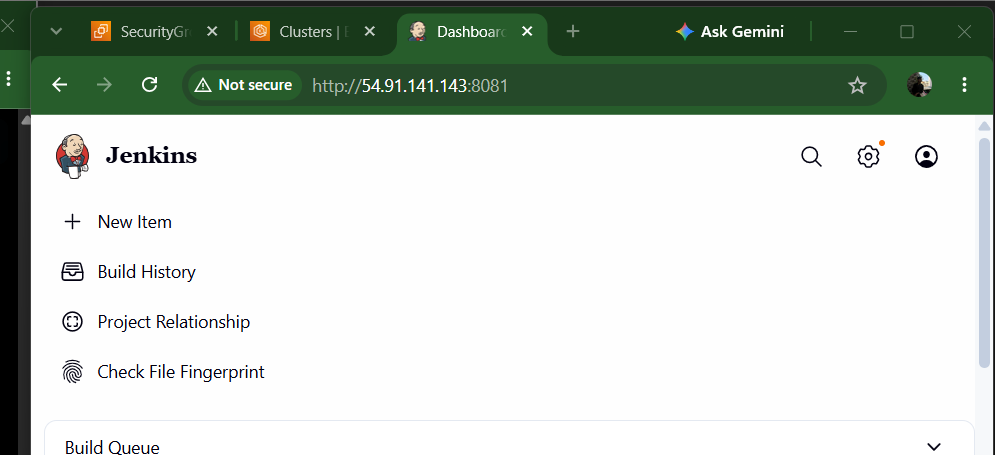 SecurityGr
Clusters | E
Dashboard
Ask Gemini
Not secure
http://54.91.141.143:8081
Jenkins
New Item
Build History
Project Relationship
Check File Fingerprint
Build Queue